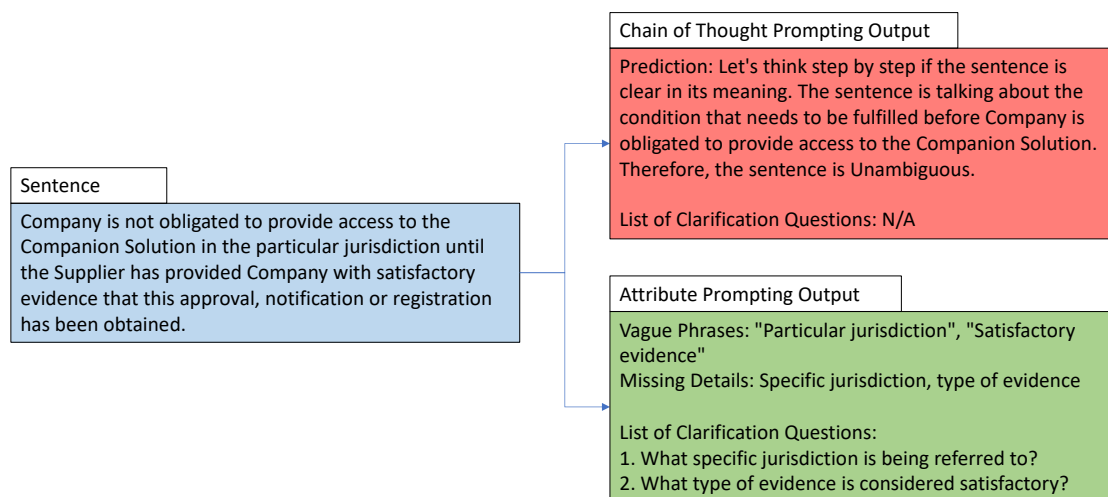 Sentence
Company is not obligated to provide access to the
Companion Solution in the particular jurisdiction until
the Supplier has provided Company with satisfactory
evidence that this approval, notification or registration
has been obtained.
Chain of Thought Prompting Output
Prediction: Let's think step by step if the sentence is
clear in its meaning. The sentence is talking about the
condition that needs to be fulfilled before Company is
obligated to provide access to the Companion Solution.
Therefore, the sentence is Unambiguous.
List of Clarification Questions: N/A
Attribute Prompting Output
Vague Phrases: "Particular jurisdiction", "Satisfactory
evidence"
Missing Details: Specific jurisdiction, type of evidence
List of Clarification Questions:
1. What specific jurisdiction is being referred to?
2. What type of evidence is considered satisfactory?